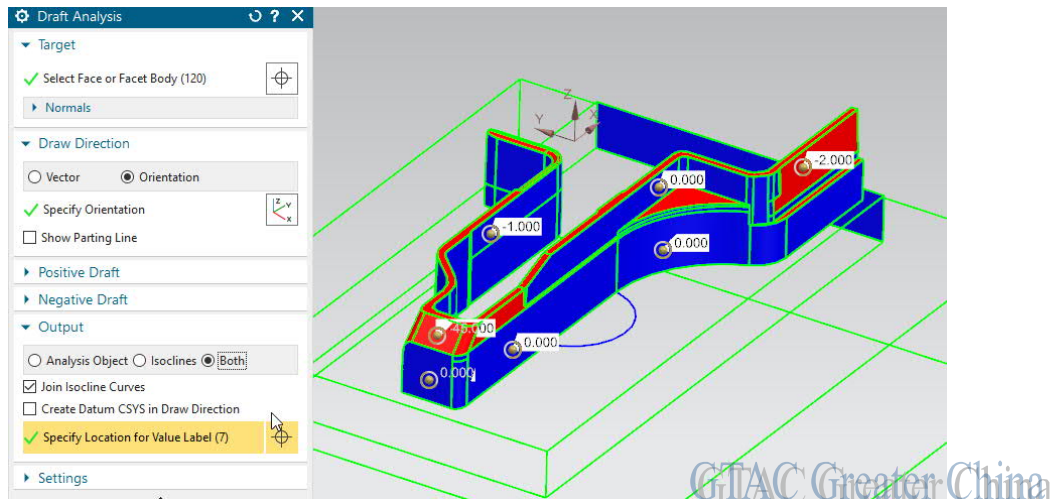 Draft Analysis
Target
Select Face or Facet Body (120)
Normals
Draw Direction
Vector
Orientation
Specify Orientation
Show Parting Line
Positive Draft
Negative Draft
Output
Analysis Object
Isoclines
Both
Join Isocline Curves
Create Datum CSYS in Draw Direction
Specify Location for Value Label (7)
Settings
Z
Y
X
-2.000
0.000
-1.000
0.000
0.000
0.000
GTAC Greater China